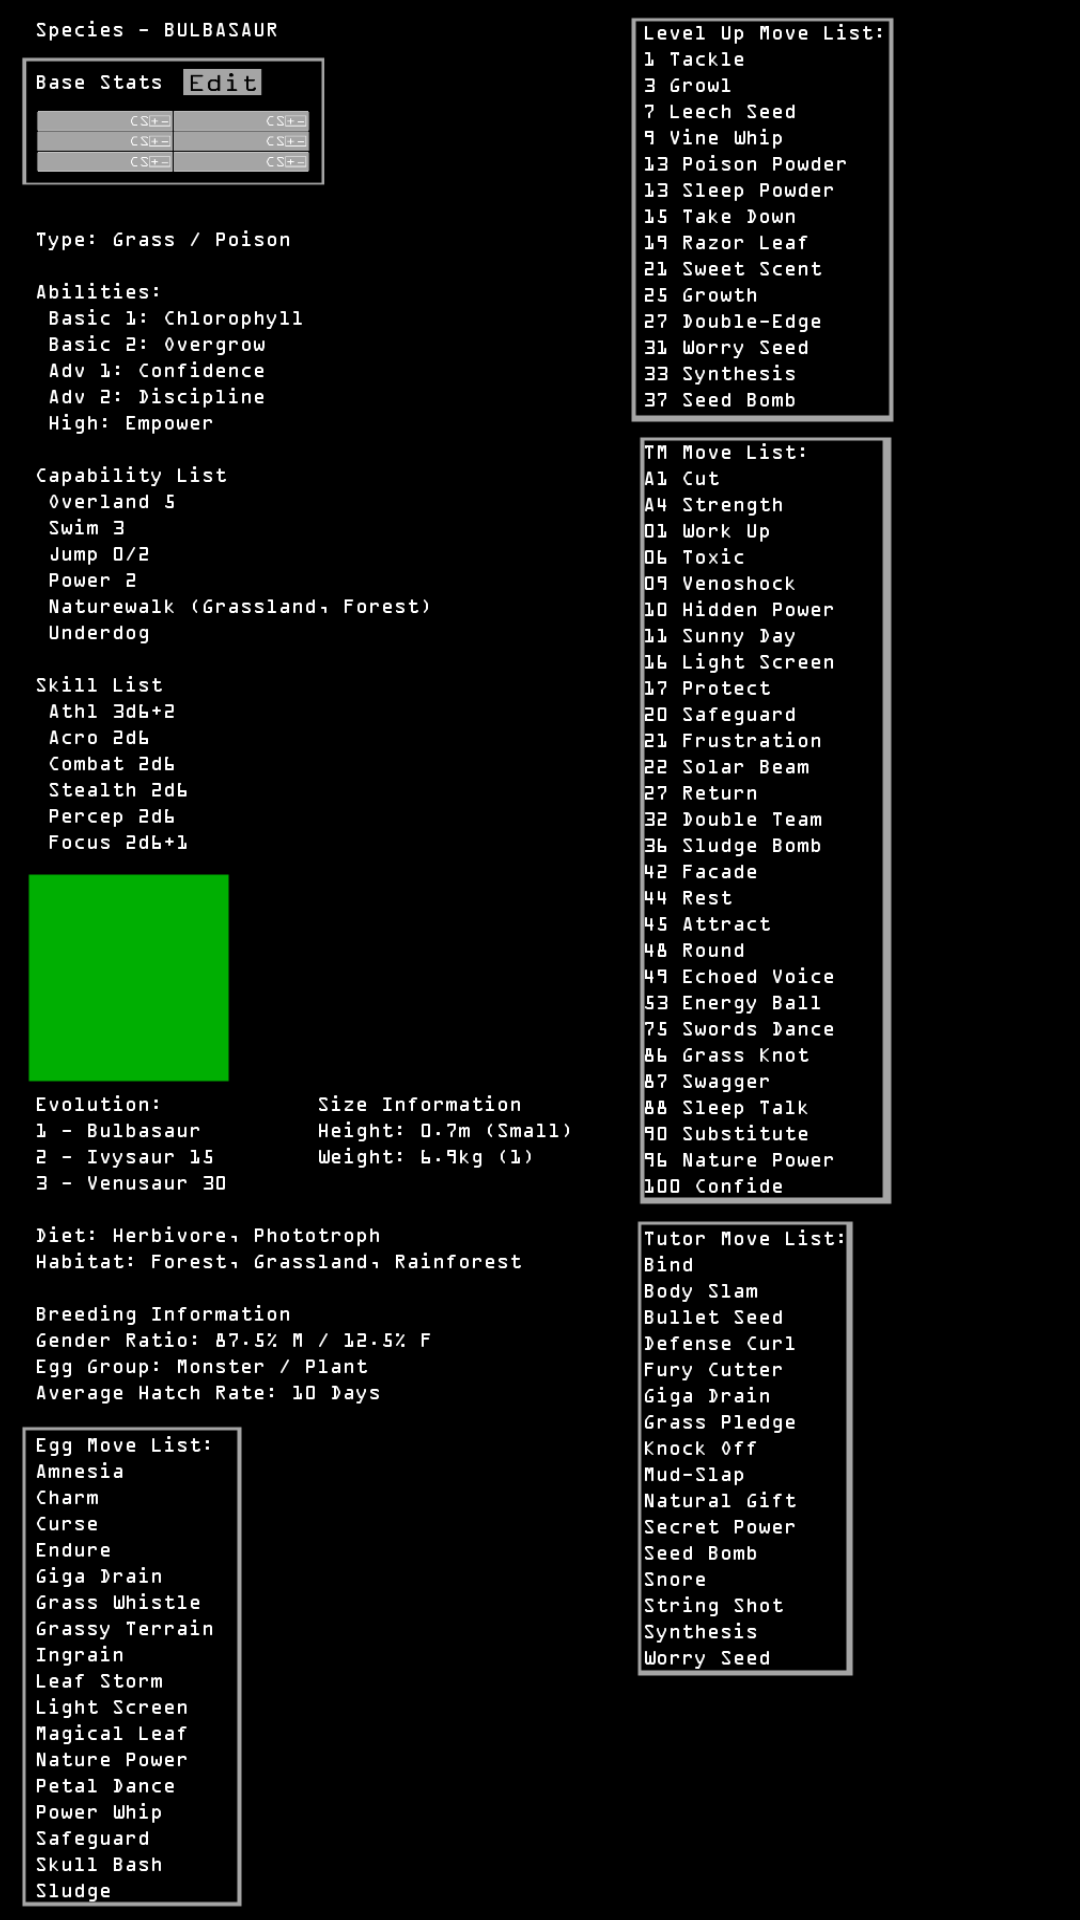 Species - BULBASAUR
Base Stats Edit
CS+- CS+-
CS+- CS+-
CS+- CS+-
Type: Grass / Poison
Abilities:
Basic 1: Chlorophyll
Basic 2: Overgrow
Adv 1: Confidence
Adv 2: Discipline
High: Empower
Capability List
Overland 5
Swim 3
Jump 0/2
Power 2
Naturewalk (Grassland, Forest)
Underdog
Skill List
Athl 3d6+2
Acro 2d6
Combat 2d6
Stealth 2d6
Percep 2d6
Focus 2d6+1
Evolution:
1 - Bulbasaur
2 - Ivysaur 15
3 - Venusaur 30
Size Information
Height: 0.7m (Small)
Weight: 6.9kg (1)
Diet: Herbivore, Phototroph
Habitat: Forest, Grassland, Rainforest
Breeding Information
Gender Ratio: 87.5% M / 12.5% F
Egg Group: Monster / Plant
Average Hatch Rate: 10 Days
Egg Move List:
Amnesia
Charm
Curse
Endure
Giga Drain
Grass Whistle
Grassy Terrain
Ingrain
Leaf Storm
Light Screen
Magical Leaf
Nature Power
Petal Dance
Power Whip
Safeguard
Skull Bash
Sludge
Level Up Move List:
1 Tackle
3 Growl
7 Leech Seed
9 Vine Whip
13 Poison Powder
13 Sleep Powder
15 Take Down
19 Razor Leaf
21 Sweet Scent
25 Growth
27 Double-Edge
31 Worry Seed
33 Synthesis
37 Seed Bomb
TM Move List:
A1 Cut
A4 Strength
01 Work Up
06 Toxic
09 Venoshock
10 Hidden Power
11 Sunny Day
16 Light Screen
17 Protect
20 Safeguard
21 Frustration
22 Solar Beam
27 Return
32 Double Team
36 Sludge Bomb
42 Facade
44 Rest
45 Attract
48 Round
49 Echoed Voice
53 Energy Ball
75 Swords Dance
86 Grass Knot
87 Swagger
88 Sleep Talk
90 Substitute
96 Nature Power
100 Confide
Tutor Move List:
Bind
Body Slam
Bullet Seed
Defense Curl
Fury Cutter
Giga Drain
Grass Pledge
Knock Off
Mud-Slap
Natural Gift
Secret Power
Seed Bomb
Snore
String Shot
Synthesis
Worry Seed